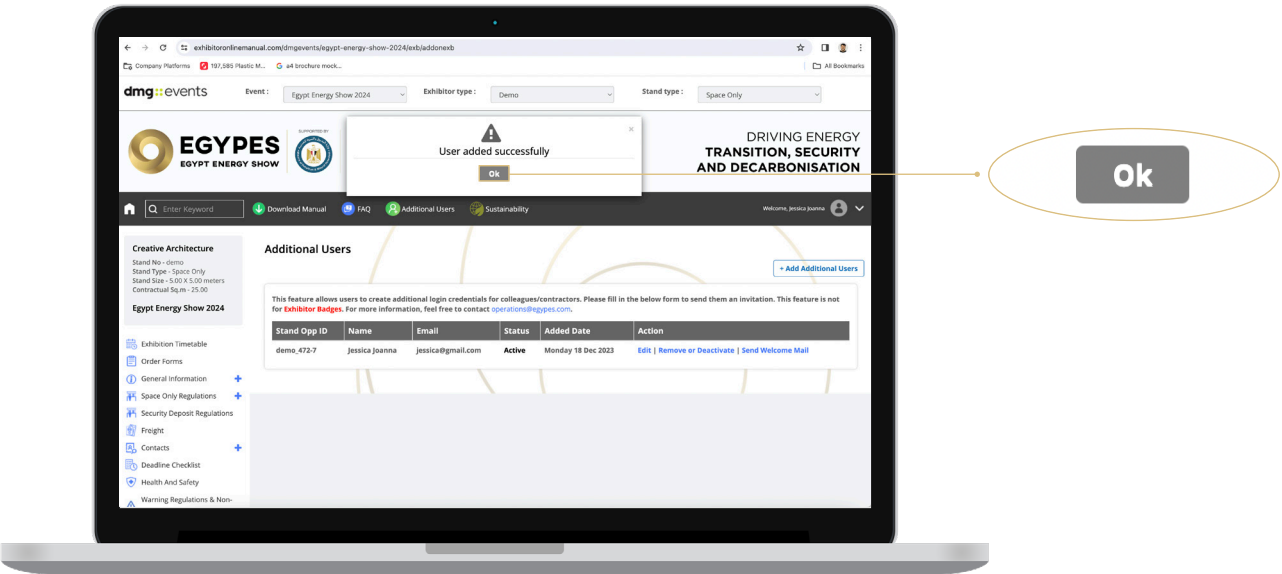 exhibitoronlinemanual.com/dmgevents/egypt-energy-show-2024/exb/addonexb
Company Platforms 197,585 Plastic M... G a4 brochure mock... All Bookmarks
dmg::events Event : Egypt Energy Show 2024 Exhibitor type : Demo Stand type : Space Only
EGYPES
EGYPT ENERGY SHOW
SUPPORTED BY
User added successfully
×
Ok
DRIVING ENERGY
TRANSITION, SECURITY
AND DECARBONISATION
Ok
Enter Keyword Download Manual FAQ Additional Users Sustainability Welcome, Jessica Joanna
Creative Architecture
Stand No - demo
Stand Type - Space Only
Stand Size - 5.00 X 5.00 meters
Contractual Sq.m - 25.00
Egypt Energy Show 2024
Exhibition Timetable
Order Forms
General Information +
Space Only Regulations +
Security Deposit Regulations
Freight
Contacts +
Deadline Checklist
Health And Safety
Warning Regulations & Non-
Additional Users
+ Add Additional Users
This feature allows users to create additional login credentials for colleagues/contractors. Please fill in the below form to send them an invitation. This feature is not
for Exhibitor Badges. For more information, feel free to contact operations@egypes.com.
Stand Opp ID Name Email Status Added Date Action
demo_472-7 Jessica Joanna jessica@gmail.com Active Monday 18 Dec 2023 Edit | Remove or Deactivate | Send Welcome Mail